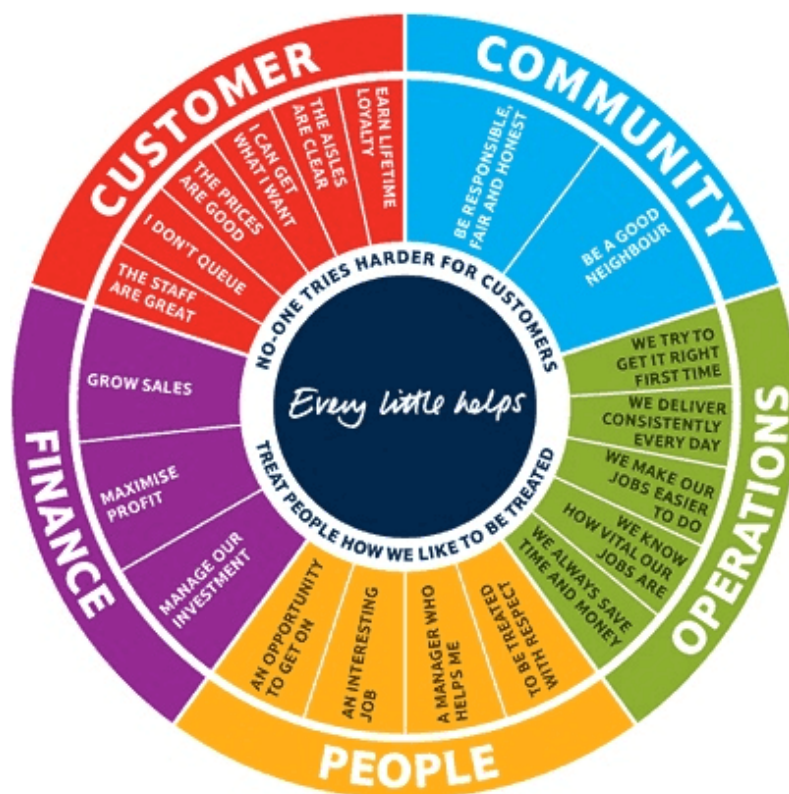 CUSTOMER
EARN LIFETIME
LOYALTY
THE AISLES
ARE CLEAR
I CAN GET
WHAT I WANT
THE PRICES
ARE GOOD
I DON'T QUEUE
THE STAFF
ARE GREAT
COMMUNITY
BE RESPONSIBLE,
FAIR AND HONEST
BE A GOOD
NEIGHBOUR
OPERATIONS
WE TRY TO
GET IT RIGHT
FIRST TIME
WE DELIVER
CONSISTENTLY
EVERY DAY
WE MAKE OUR
JOBS EASIER
TO DO
WE KNOW
HOW VITAL OUR
JOBS ARE
WE ALWAYS SAVE
TIME AND MONEY
PEOPLE
TO BE TREATED
WITH RESPECT
A MANAGER WHO
HELPS ME
AN INTERESTING
JOB
AN OPPORTUNITY
TO GET ON
FINANCE
MANAGE OUR
INVESTMENT
MAXIMISE
PROFIT
GROW SALES
NO-ONE TRIES HARDER FOR CUSTOMERS
TREAT PEOPLE HOW WE LIKE TO BE TREATED
Every little helps